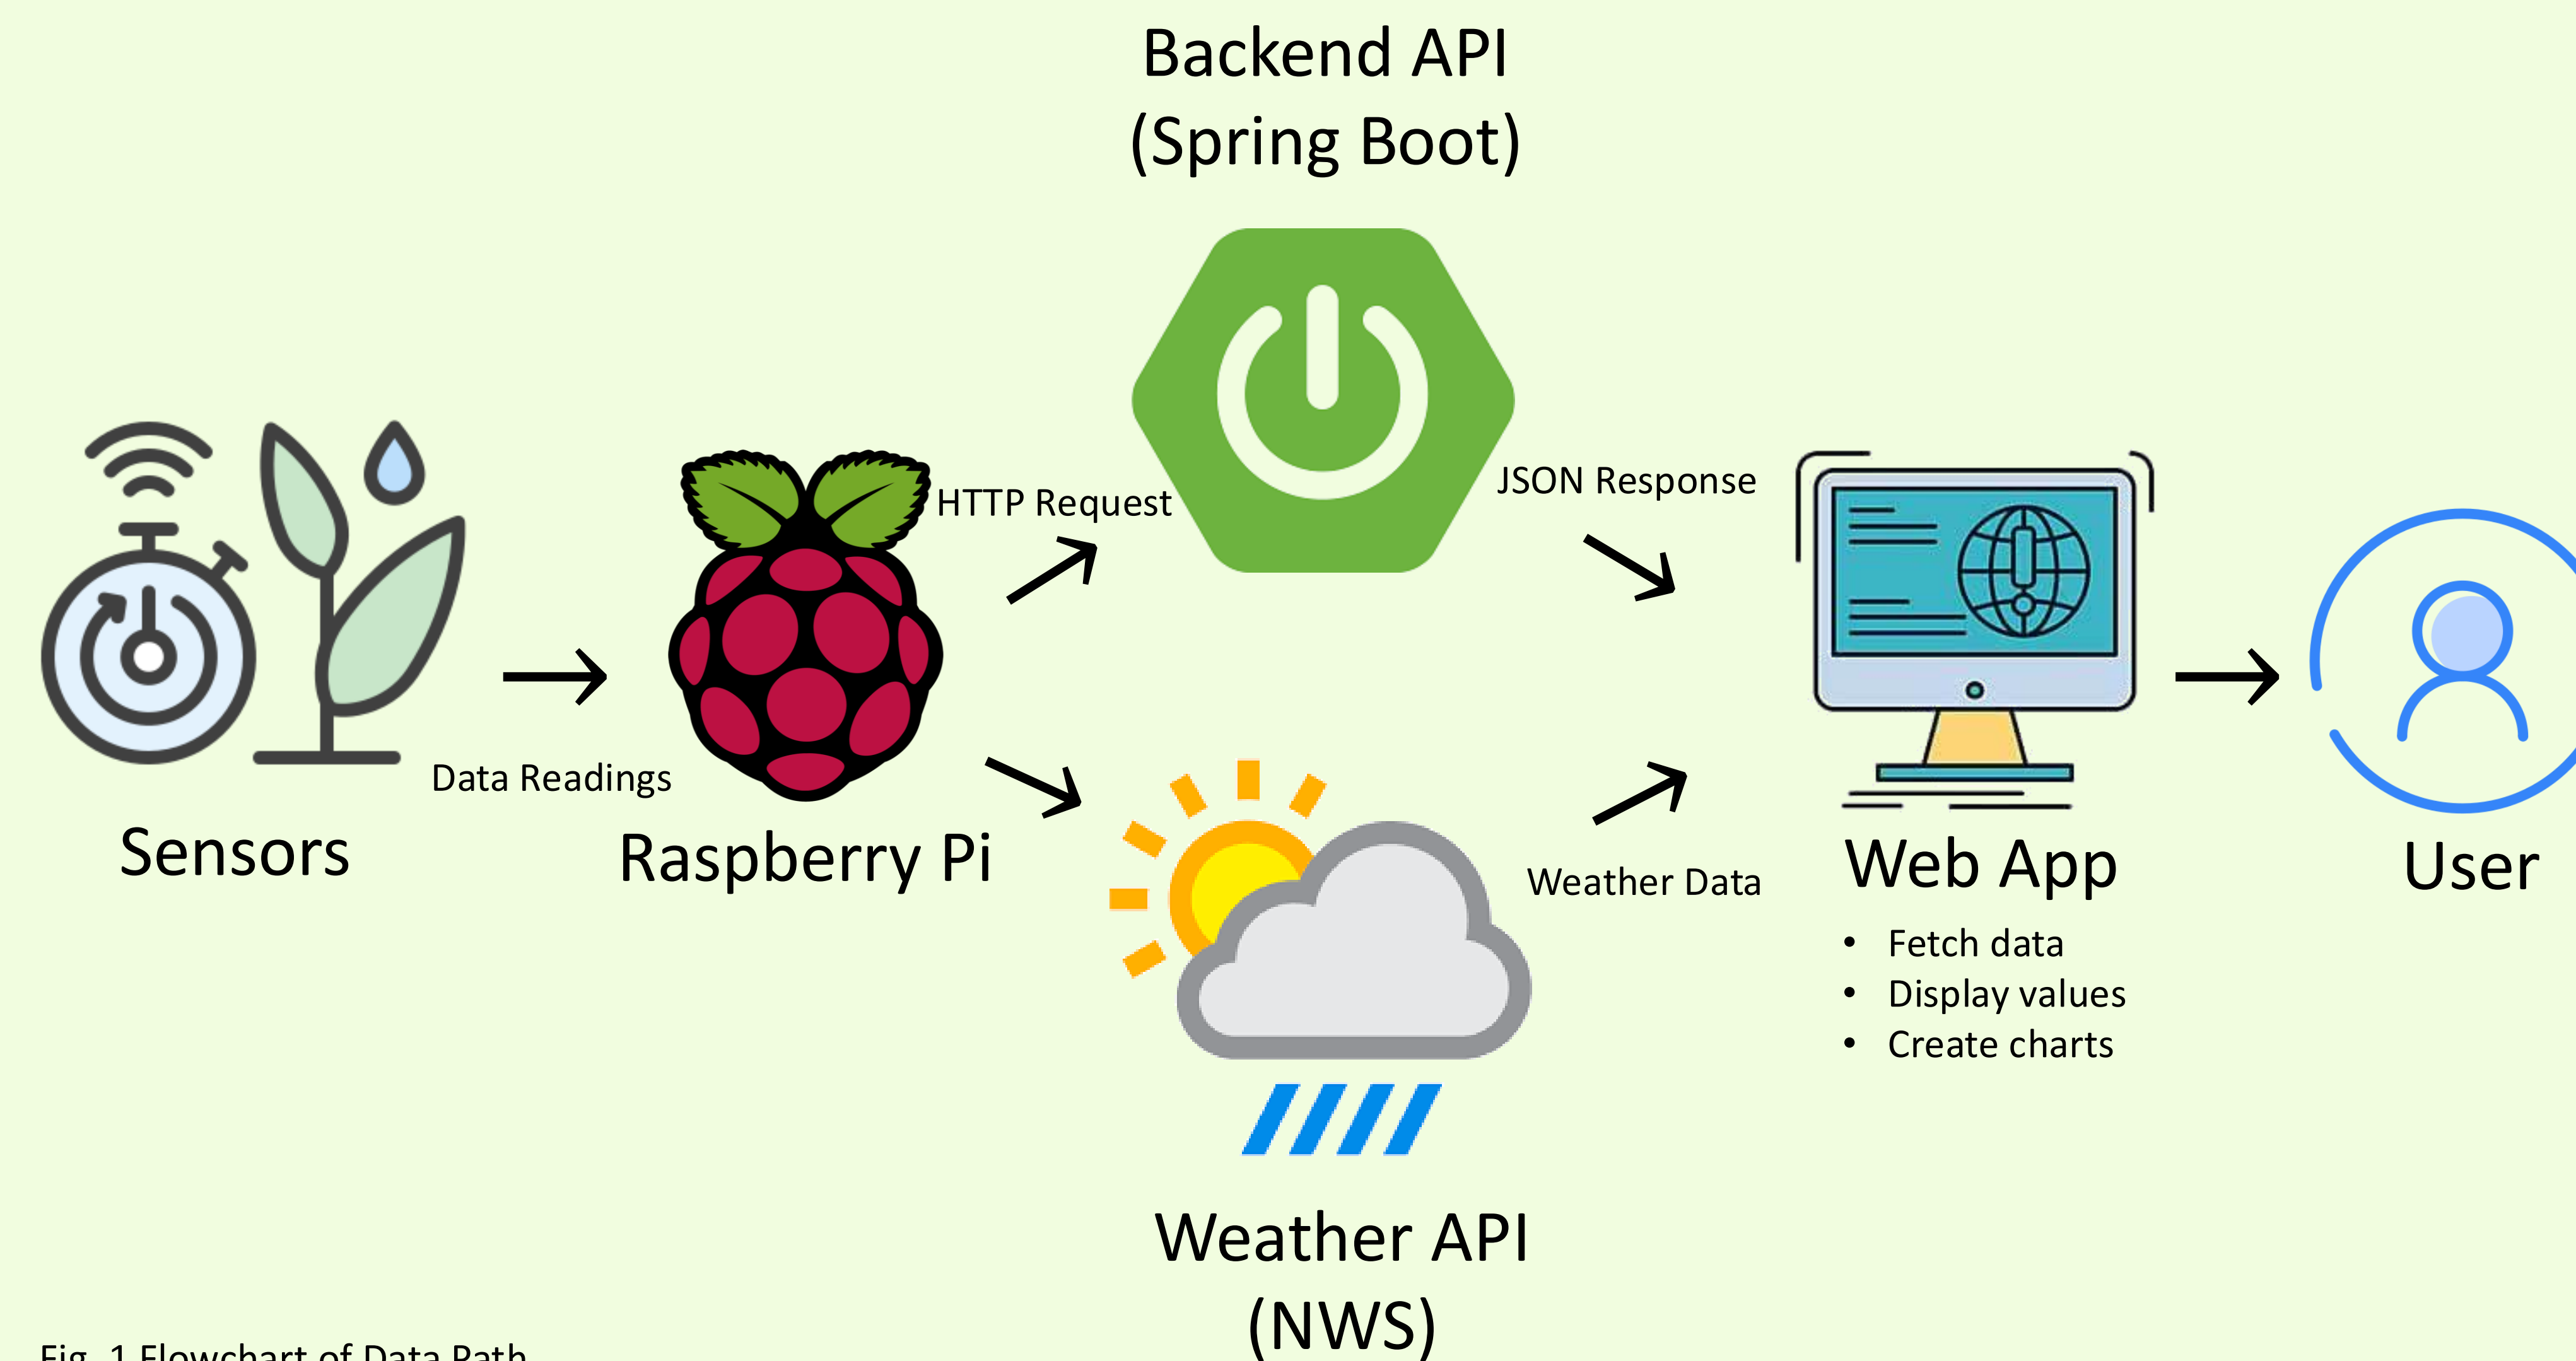 Backend API
(Spring Boot)
HTTP Request
JSON Response
Data Readings
Sensors
Raspberry Pi
Weather Data
Web App
• Fetch data
• Display values
• Create charts
User
Weather API
(NWS)
Fig. 1 Flowchart of Data Path